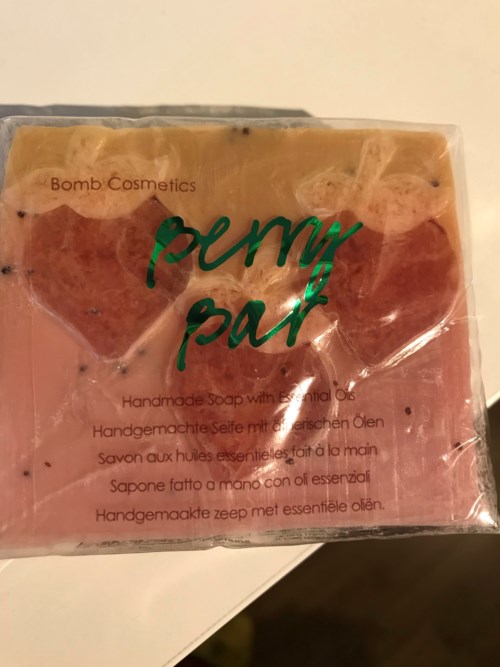 Bomb Cosmetics
Berry
Bar
Handmade Soap with Essential Oils
Handgemachte Seife mit ätherischen Ölen
Savon aux huiles essentielles fait à la main
Sapone fatto a mano con oli essenziali
Handgemaakte zeep met essentiële oliën.